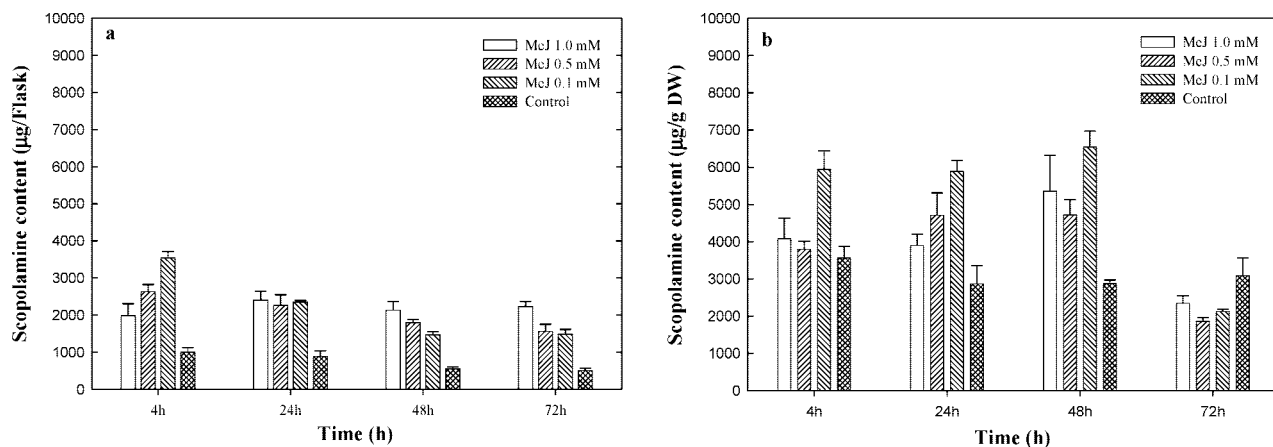 a
Scopolamine content (µg/Flask)
10000
9000
8000
7000
6000
5000
4000
3000
2000
1000
0
MeJ 1.0 mM
MeJ 0.5 mM
MeJ 0.1 mM
Control
4h 24h 48h 72h
Time (h)
b
Scopolamine content (µg/g DW)
10000
9000
8000
7000
6000
5000
4000
3000
2000
1000
0
MeJ 1.0 mM
MeJ 0.5 mM
MeJ 0.1 mM
Control
4h 24h 48h 72h
Time (h)